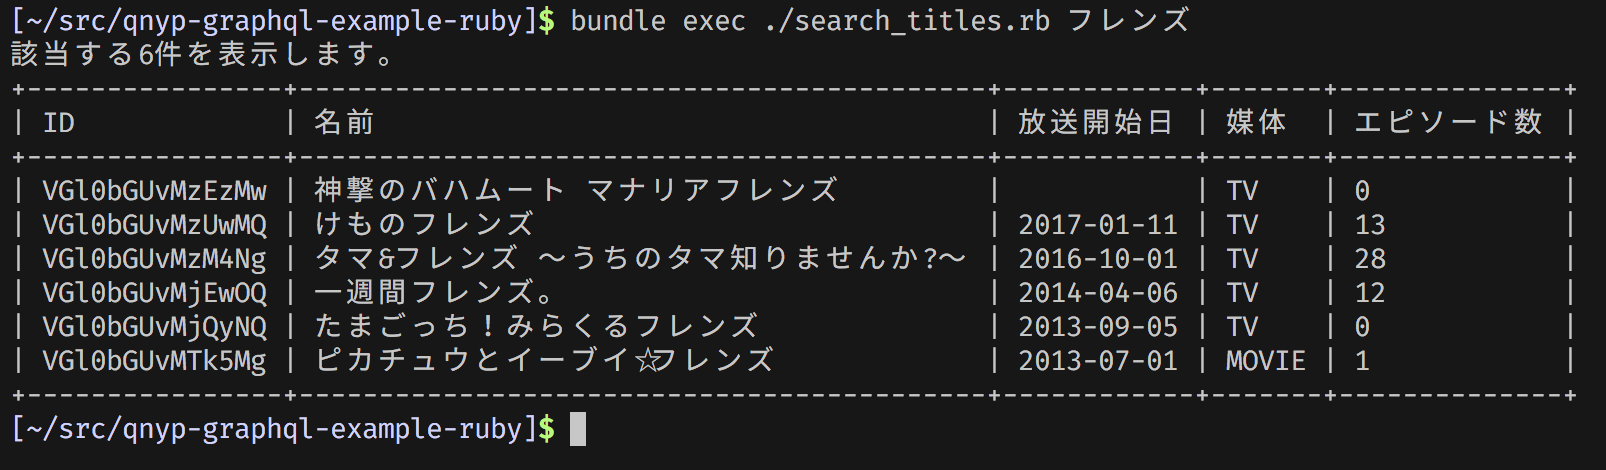 [~/src/qnyp-graphql-example-ruby]$ bundle exec ./search_titles.rb フレンズ
該当する6件を表示します。
+----------------+-------------------------------------------+------------+-------+--------------+
| ID             | 名前                                      | 放送開始日 | 媒体  | エピソード数 |
+----------------+-------------------------------------------+------------+-------+--------------+
| VGl0bGUvMzEzMw | 神撃のバハムート マナリアフレンズ         |            | TV    | 0            |
| VGl0bGUvMzUwMQ | けものフレンズ                            | 2017-01-11 | TV    | 13           |
| VGl0bGUvMzM4Ng | タマ&フレンズ 〜うちのタマ知りませんか?〜 | 2016-10-01 | TV    | 28           |
| VGl0bGUvMjEwOQ | 一週間フレンズ。                          | 2014-04-06 | TV    | 12           |
| VGl0bGUvMjQyNQ | たまごっち！みらくるフレンズ              | 2013-09-05 | TV    | 0            |
| VGl0bGUvMTk5Mg | ピカチュウとイーブイ☆フレンズ             | 2013-07-01 | MOVIE | 1            |
+----------------+-------------------------------------------+------------+-------+--------------+
[~/src/qnyp-graphql-example-ruby]$